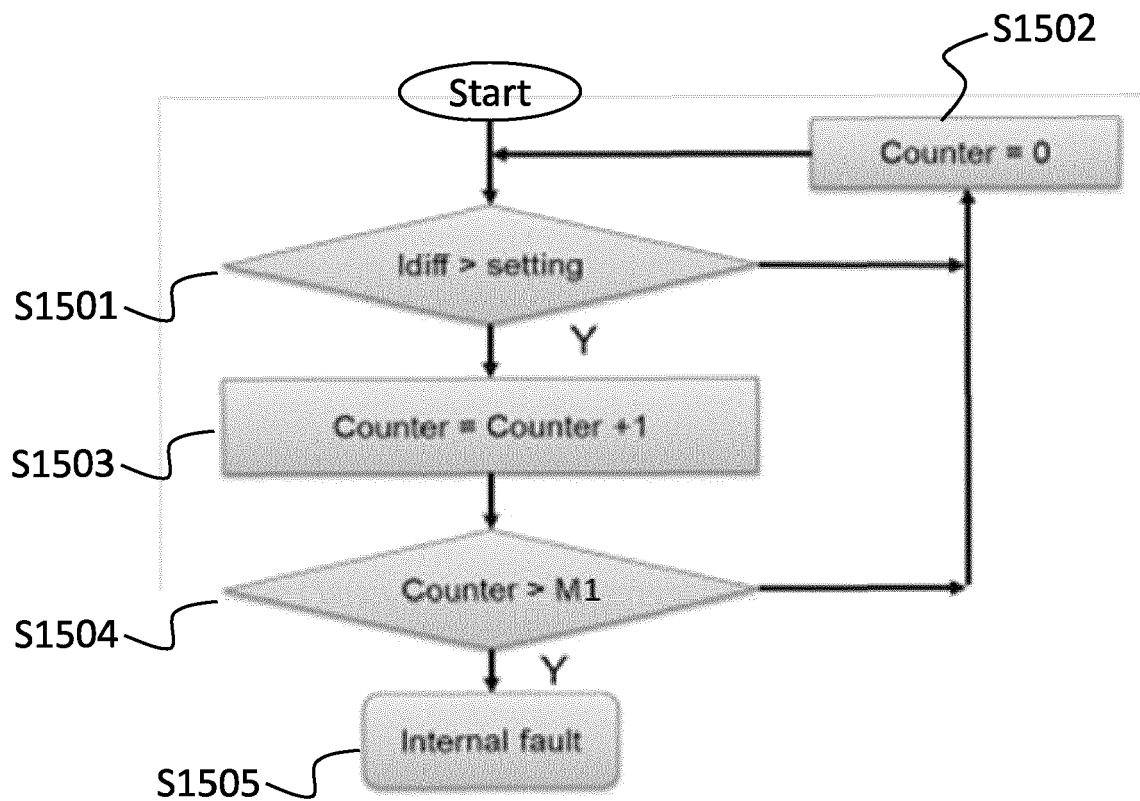 S1502
Start
Counter = 0
Idiff > setting
S1501
Y
Counter = Counter +1
S1503
Counter > M1
S1504
Y
Internal fault
S1505